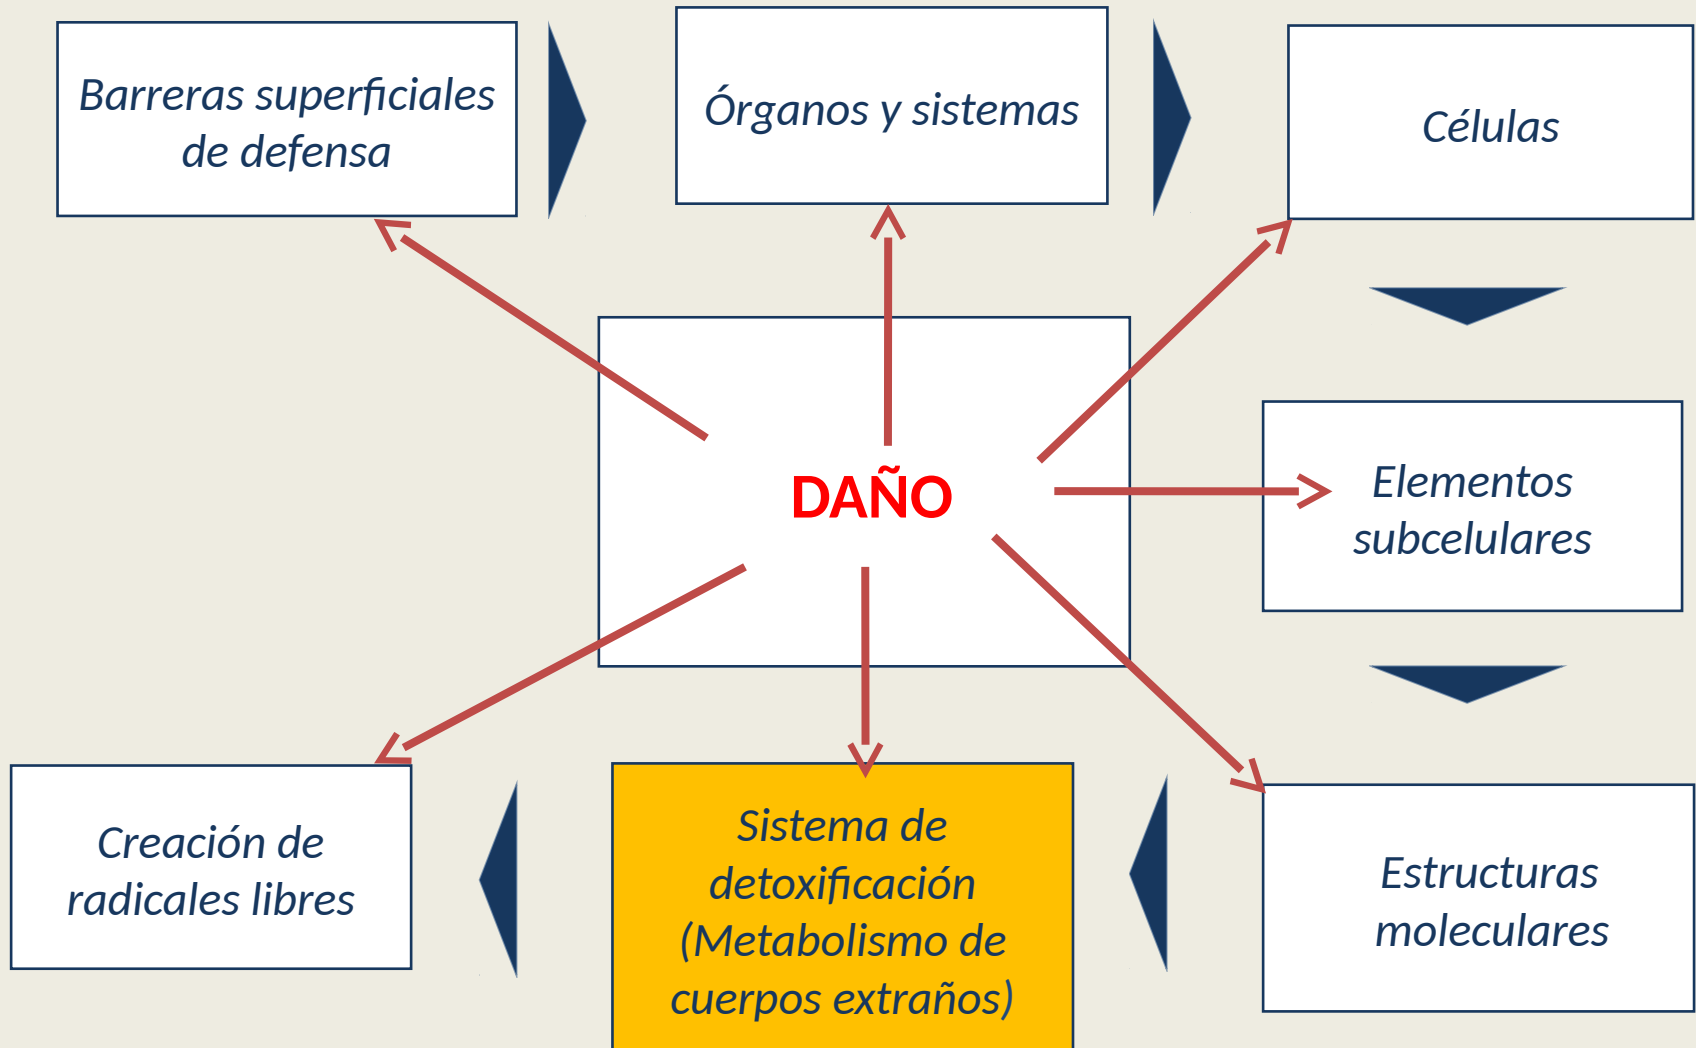 Barreras superficiales
de defensa
Órganos y sistemas
Células
DAÑO
Elementos
subcelulares
Creación de
radicales libres
Sistema de
detoxificación
(Metabolismo de
cuerpos extraños)
Estructuras
moleculares